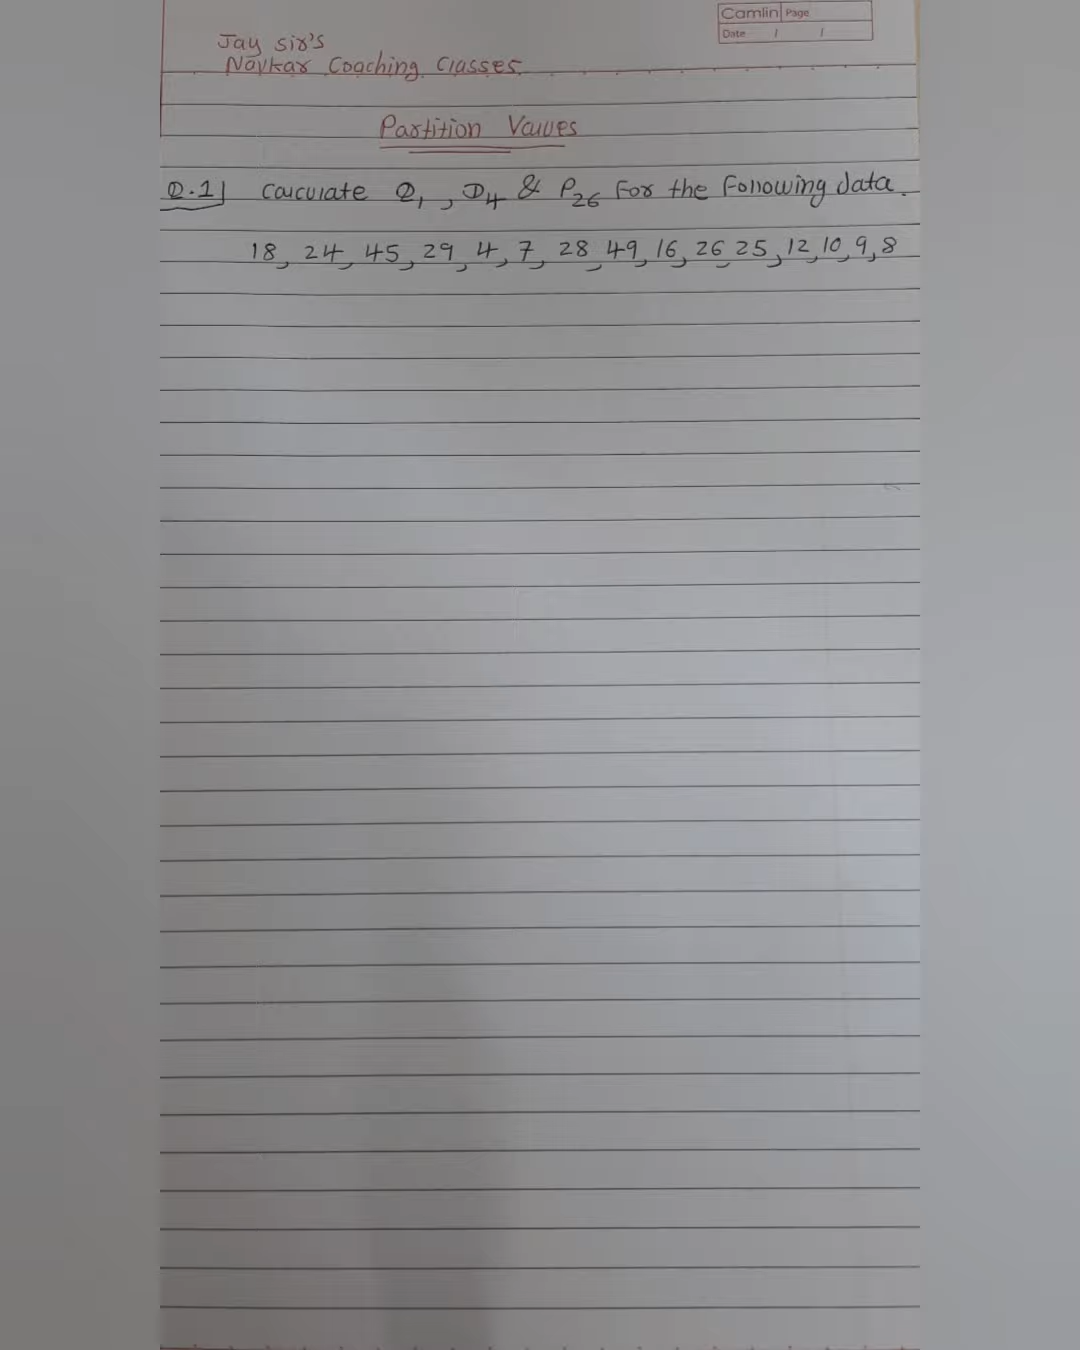 Camlin Page
Date / /
Jay sir's
Navkar Coaching Classes.
Partition Values
Q.1] Calculate Q1, D4 & P26 For the Following data.
18, 24, 45, 29, 4, 7, 28, 49, 16, 26, 25, 12, 10, 9, 8